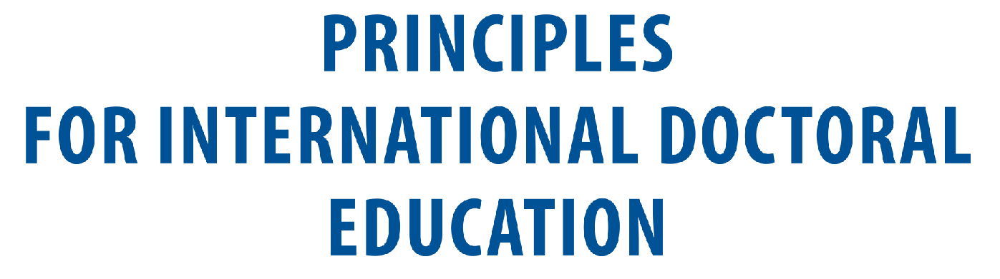 PRINCIPLES
FOR INTERNATIONAL DOCTORAL
EDUCATION